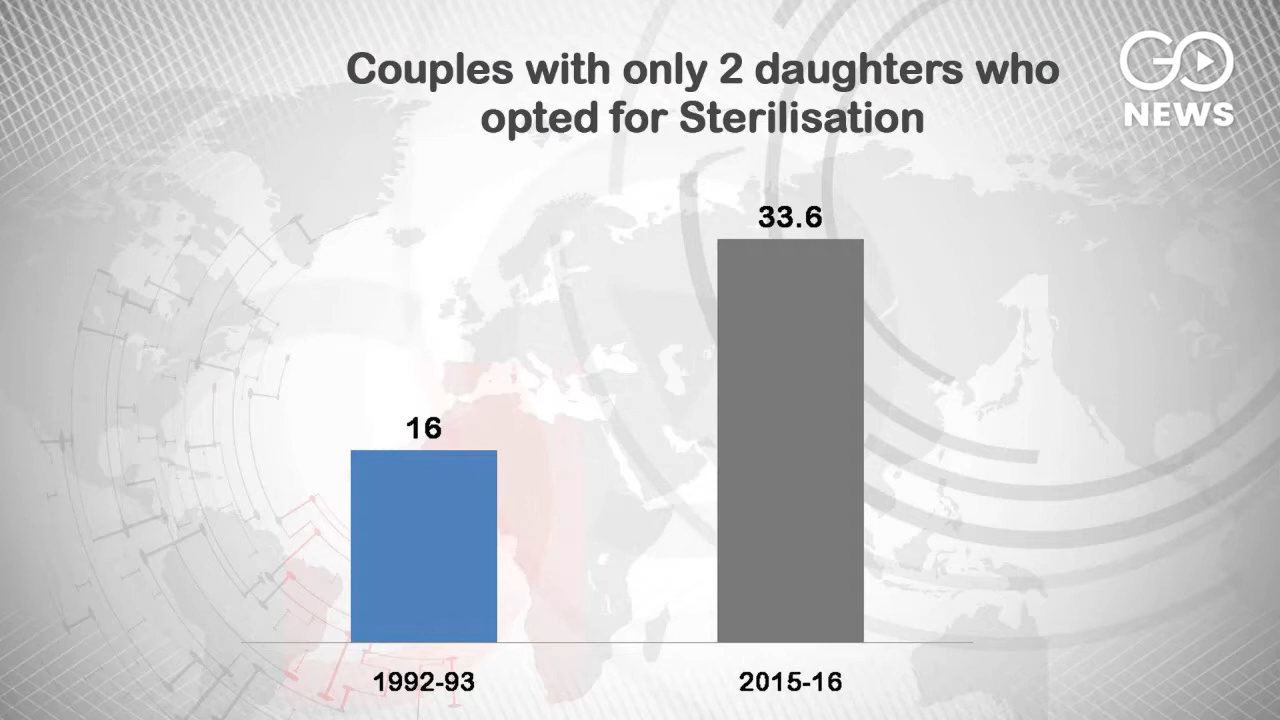 Couples with only 2 daughters who
opted for Sterilisation
GO
NEWS
33.6
16
1992-93
2015-16